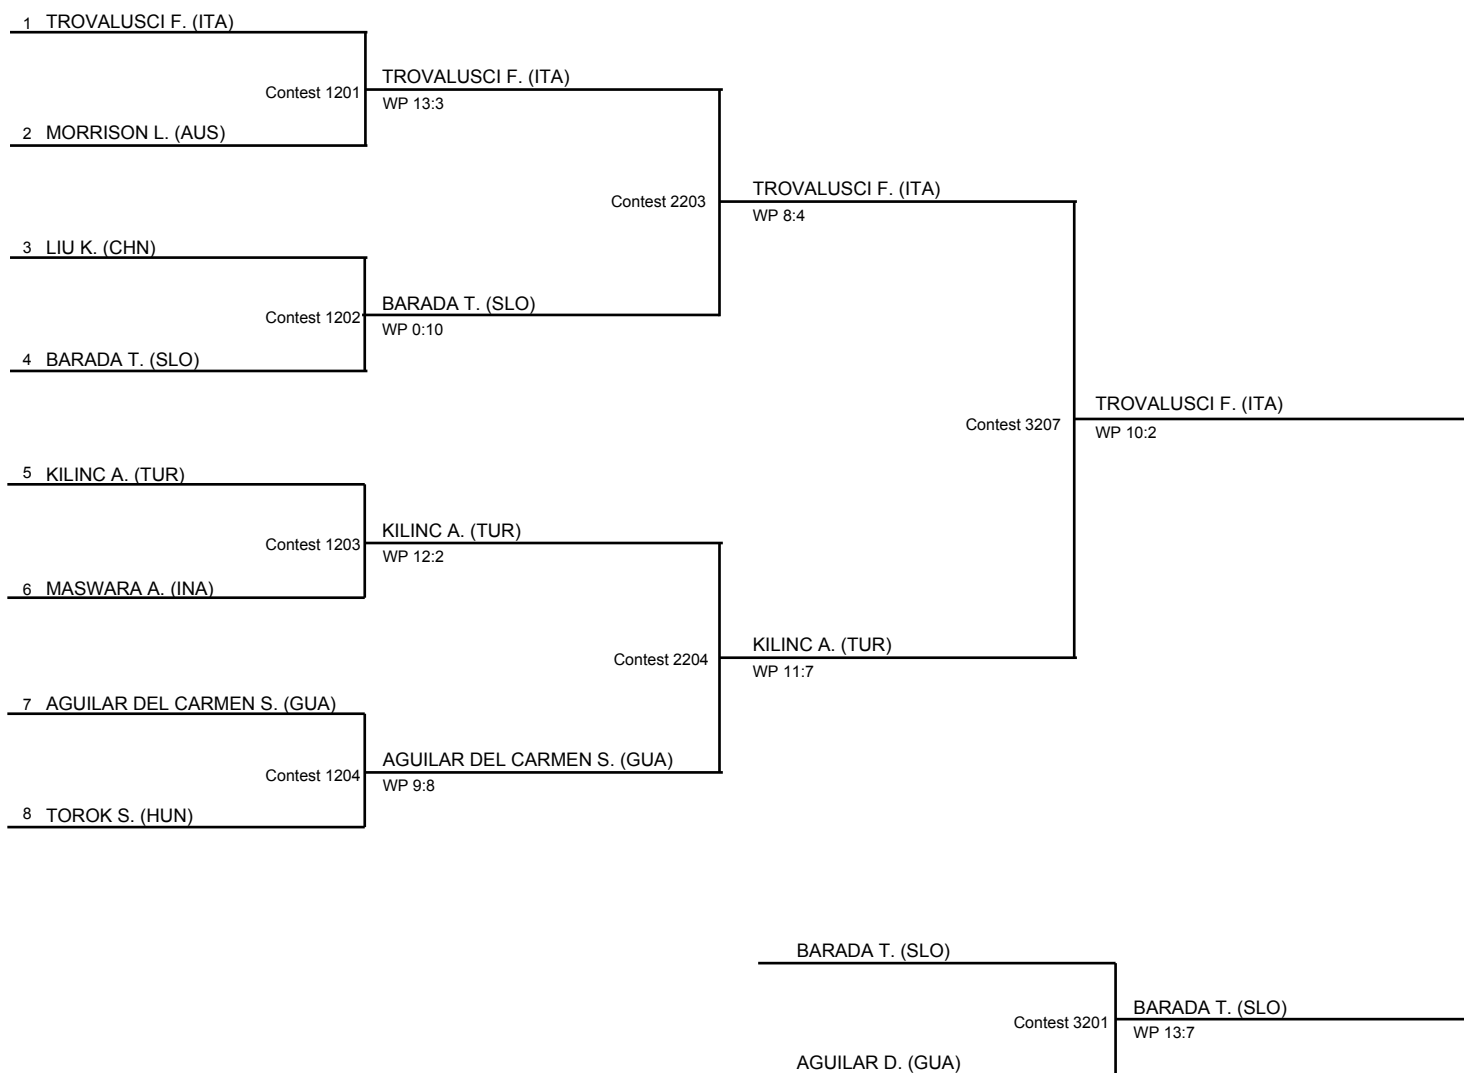 1 TROVALUSCI F. (ITA)
Contest 1201
TROVALUSCI F. (ITA)
WP 13:3
2 MORRISON L. (AUS)
Contest 2203
TROVALUSCI F. (ITA)
WP 8:4
3 LIU K. (CHN)
Contest 1202
BARADA T. (SLO)
WP 0:10
4 BARADA T. (SLO)
Contest 3207
TROVALUSCI F. (ITA)
WP 10:2
5 KILINC A. (TUR)
Contest 1203
KILINC A. (TUR)
WP 12:2
6 MASWARA A. (INA)
Contest 2204
KILINC A. (TUR)
WP 11:7
7 AGUILAR DEL CARMEN S. (GUA)
Contest 1204
AGUILAR DEL CARMEN S. (GUA)
WP 9:8
8 TOROK S. (HUN)
BARADA T. (SLO)
Contest 3201
BARADA T. (SLO)
WP 13:7
AGUILAR D. (GUA)